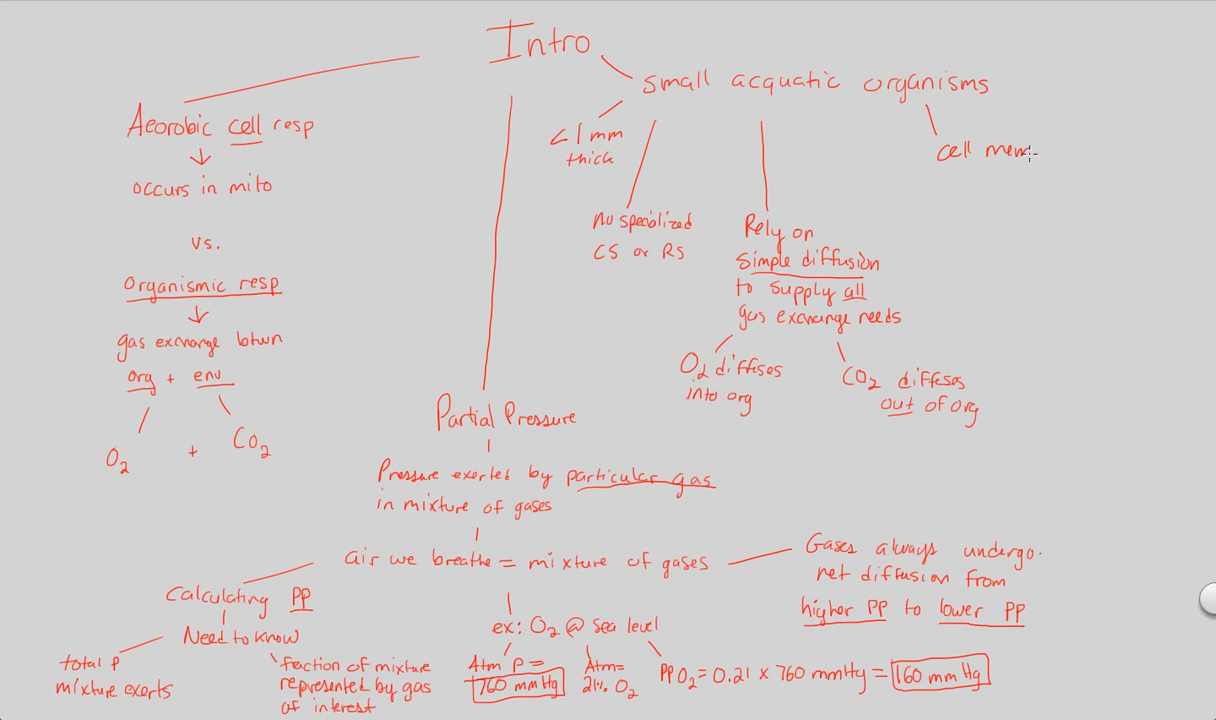 Intro
Aeorobic cell resp
occurs in mito
vs.
Organismic resp
gas exchange btwn
org + env
O2 + CO2
small acquatic organisms
<1mm
thick
No specialized
CS or RS
Rely on
simple diffusion
to supply all
gas exchange needs
O2 diffuses
into org
CO2 diffuses
out of org
cell mem
Partial Pressure
Pressure exerted by particular gas
in mixture of gases
air we breathe = mixture of gases
Gases always undergo
net diffusion from
higher PP to lower PP
Calculating PP
Need to know
total P
mixture exerts
fraction of mixture
represented by gas
of interest
ex: O2 @ sea level
Atm P =
760 mmHg
Atm=
21% O2
PP O2 = 0.21 x 760 mmHg = 160 mm Hg